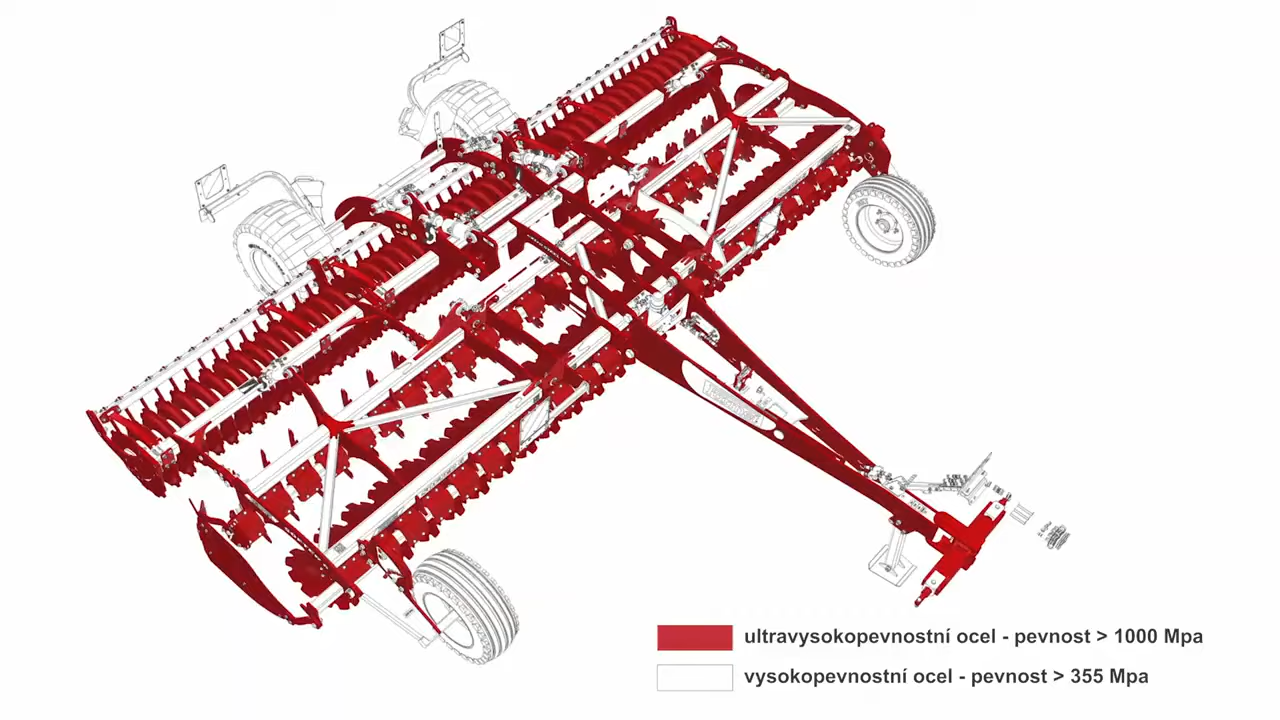 ultravysokopevnostní ocel - pevnost > 1000 Mpa
vysokopevnostní ocel - pevnost > 355 Mpa